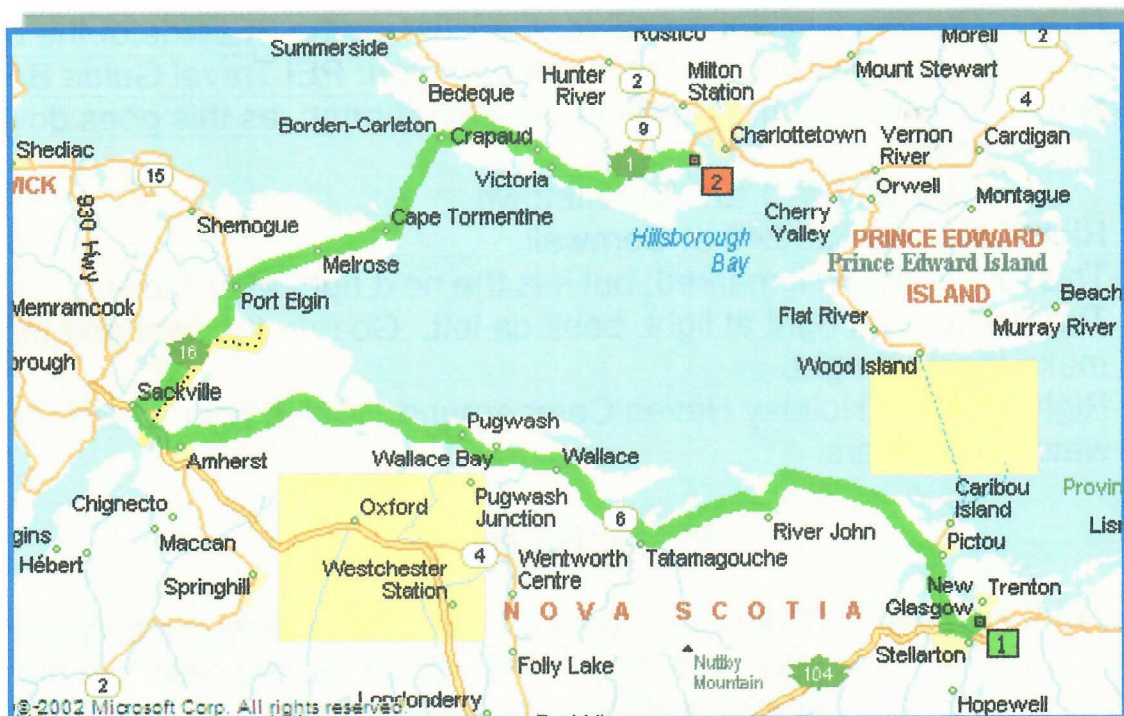 Summerside
Rustico
Morell
2
Hunter
River
2
Milton
Station
Mount Stewart
Bedeque
4
Borden-Carleton
Crapaud
9
Charlottetown
Vernon
River
Cardigan
Shediac
15
Victoria
1
2
Orwell
Montague
930 Hwy
Shemogue
Cape Tormentine
Cherry
Valley
Hillsborough
Bay
PRINCE EDWARD
Prince Edward Island
ISLAND
Melrose
Memramcook
Port Elgin
Flat River
Beach
Murray River
16
Wood Island
Sackville
Pugwash
Amherst
Wallace Bay
Wallace
Pugwash
Junction
Caribou
Island
Chignecto
Oxford
6
River John
Maccan
Hébert
4
Tatamagouche
Pictou
Springhill
Westchester
Station
Wentworth
Centre
New
Glasgow
Trenton
NOVA SCOTIA
Stellarton
1
Folly Lake
Nuttby
Mountain
104
2
Londonderry
Hopewell
© 2002 Microsoft Corp. All rights reserved.